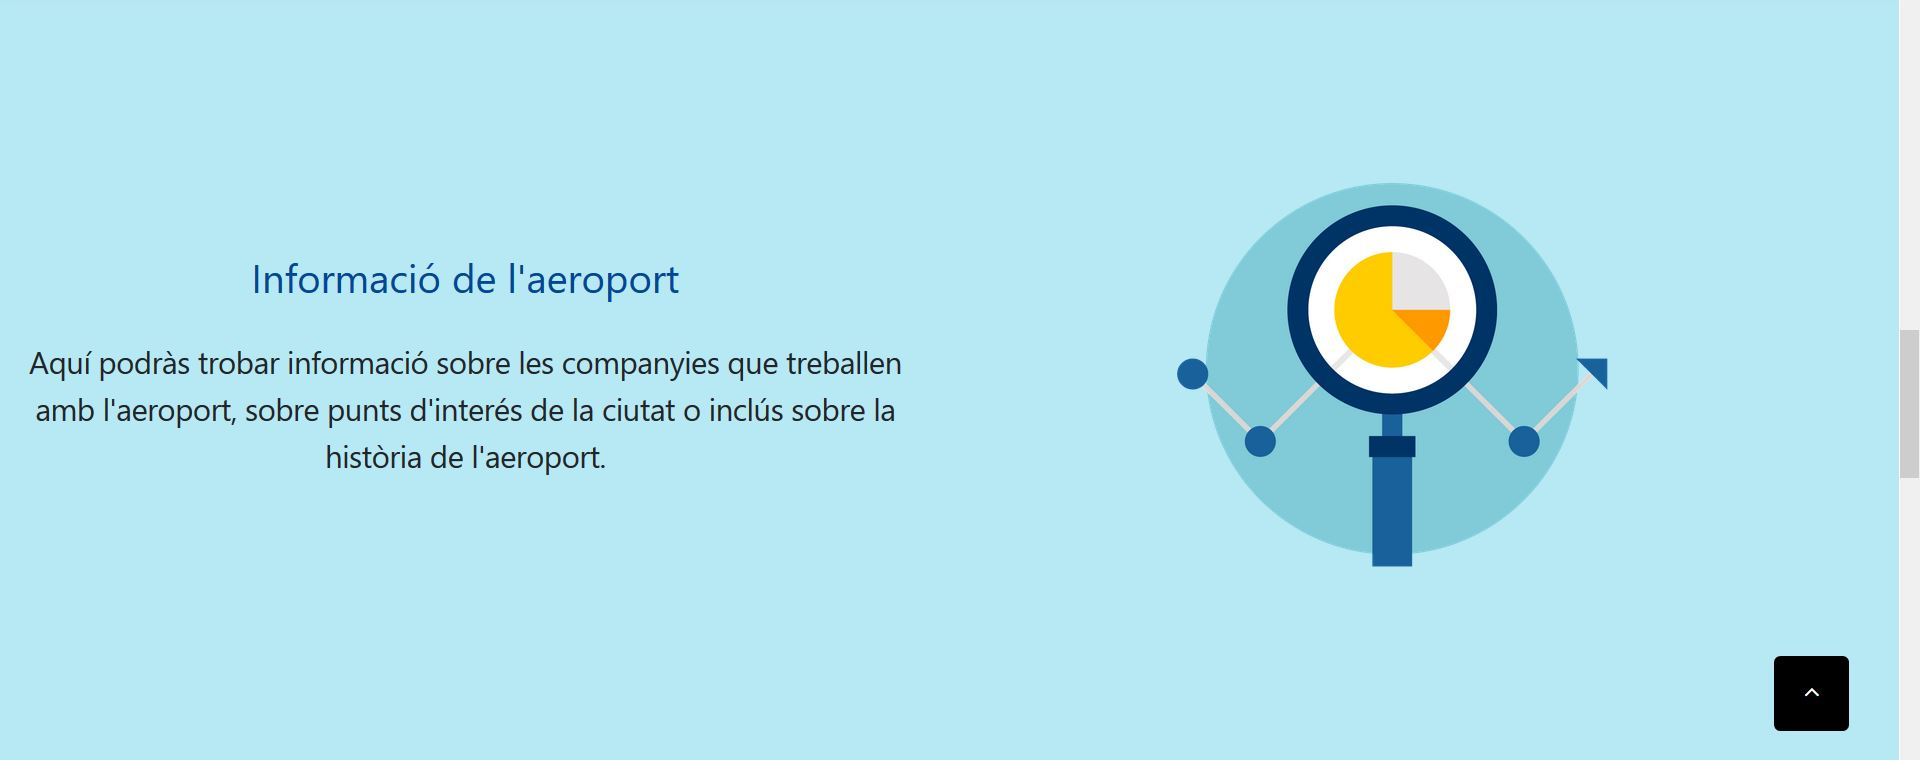 Informació de l'aeroport
Aquí podràs trobar informació sobre les companyies que treballen
amb l'aeroport, sobre punts d'interés de la ciutat o inclús sobre la
història de l'aeroport.